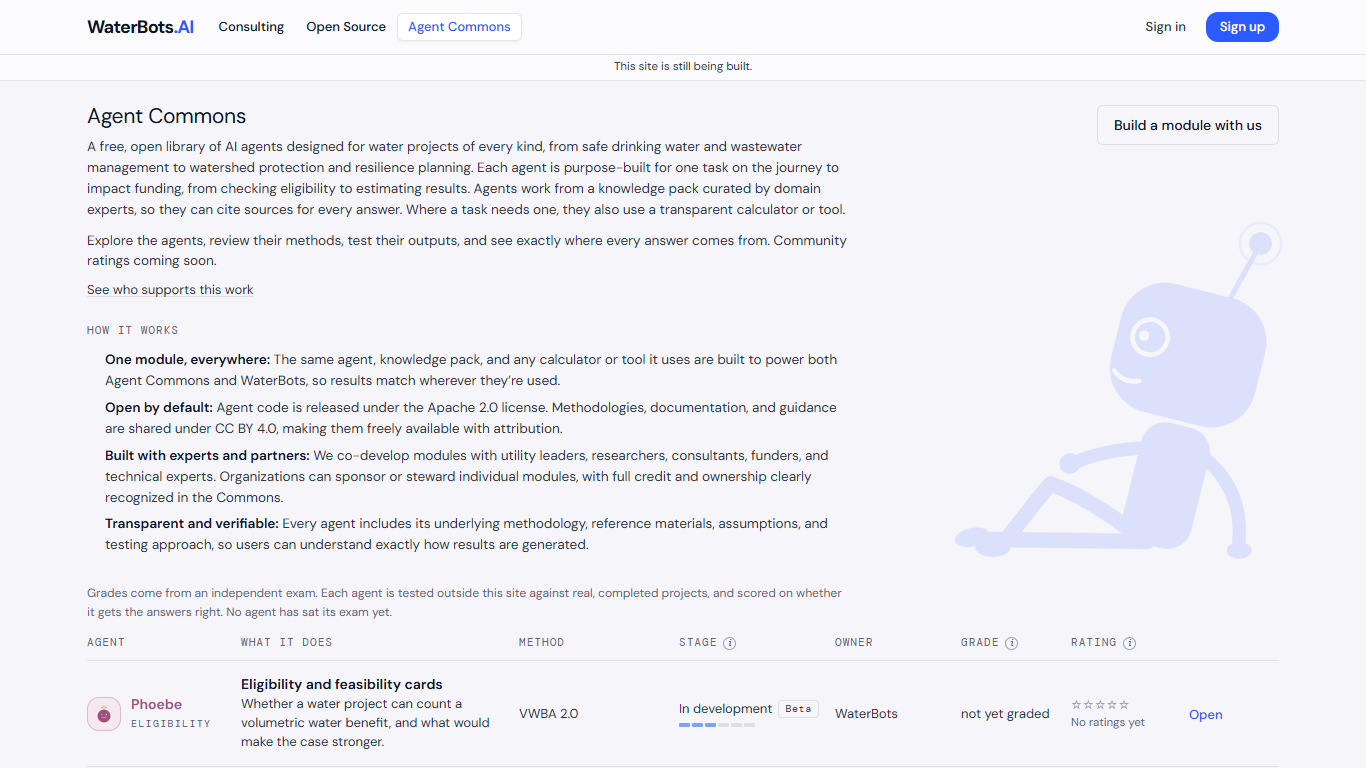 WaterBots.AI Consulting Open Source Agent Commons Sign in Sign up
This site is still being built.
Agent Commons
Build a module with us
A free, open library of AI agents designed for water projects of every kind, from safe drinking water and wastewater
management to watershed protection and resilience planning. Each agent is purpose-built for one task on the journey to
impact funding, from checking eligibility to estimating results. Agents work from a knowledge pack curated by domain
experts, so they can cite sources for every answer. Where a task needs one, they also use a transparent calculator or tool.
Explore the agents, review their methods, test their outputs, and see exactly where every answer comes from. Community
ratings coming soon.
See who supports this work
HOW IT WORKS
One module, everywhere: The same agent, knowledge pack, and any calculator or tool it uses are built to power both
Agent Commons and WaterBots, so results match wherever they’re used.
Open by default: Agent code is released under the Apache 2.0 license. Methodologies, documentation, and guidance
are shared under CC BY 4.0, making them freely available with attribution.
Built with experts and partners: We co-develop modules with utility leaders, researchers, consultants, funders, and
technical experts. Organizations can sponsor or steward individual modules, with full credit and ownership clearly
recognized in the Commons.
Transparent and verifiable: Every agent includes its underlying methodology, reference materials, assumptions, and
testing approach, so users can understand exactly how results are generated.
Grades come from an independent exam. Each agent is tested outside this site against real, completed projects, and scored on whether
it gets the answers right. No agent has sat its exam yet.
AGENT WHAT IT DOES METHOD STAGE i OWNER GRADE i RATING i
Phoebe
ELIGIBILITY
Eligibility and feasibility cards
Whether a water project can count a
volumetric water benefit, and what would
make the case stronger.
VWBA 2.0
In development Beta
WaterBots
not yet graded
☆☆☆☆☆
No ratings yet
Open